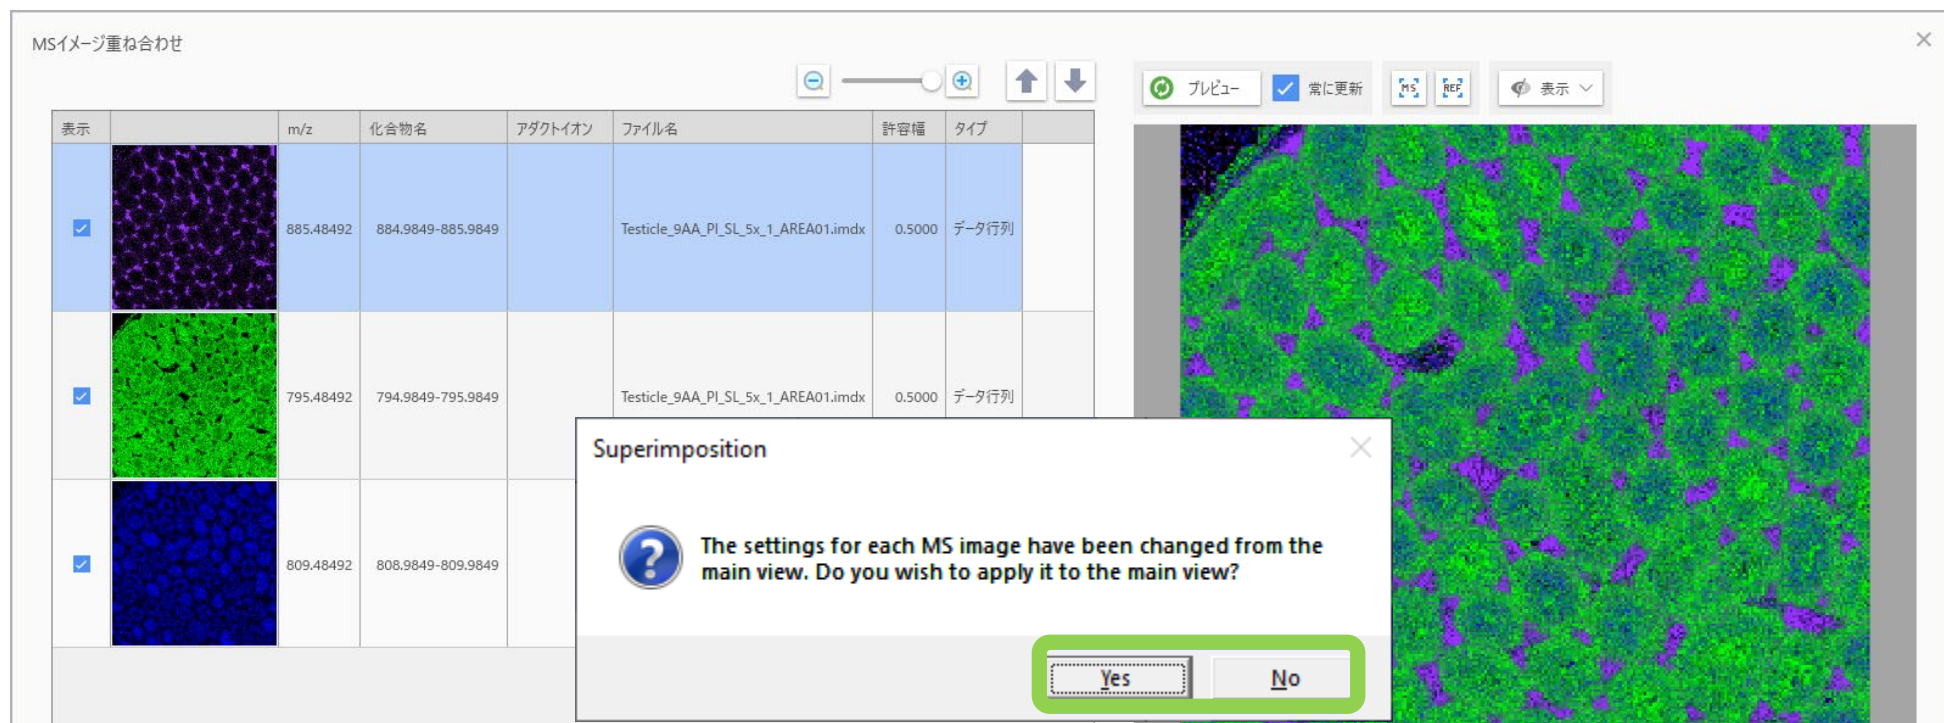 MSイメージ重ね合わせ
プレビュー 常に更新 MS REF 表示
表示 m/z 化合物名 アダクトイオン ファイル名 許容幅 タイプ
885.48492 884.9849-885.9849 Testicle_9AA_PI_SL_5x_1_AREA01.imdx 0.5000 データ行列
795.48492 794.9849-795.9849 Testicle_9AA_PI_SL_5x_1_AREA01.imdx 0.5000 データ行列
809.48492 808.9849-809.9849
Superimposition
The settings for each MS image have been changed from the
main view. Do you wish to apply it to the main view?
Yes No